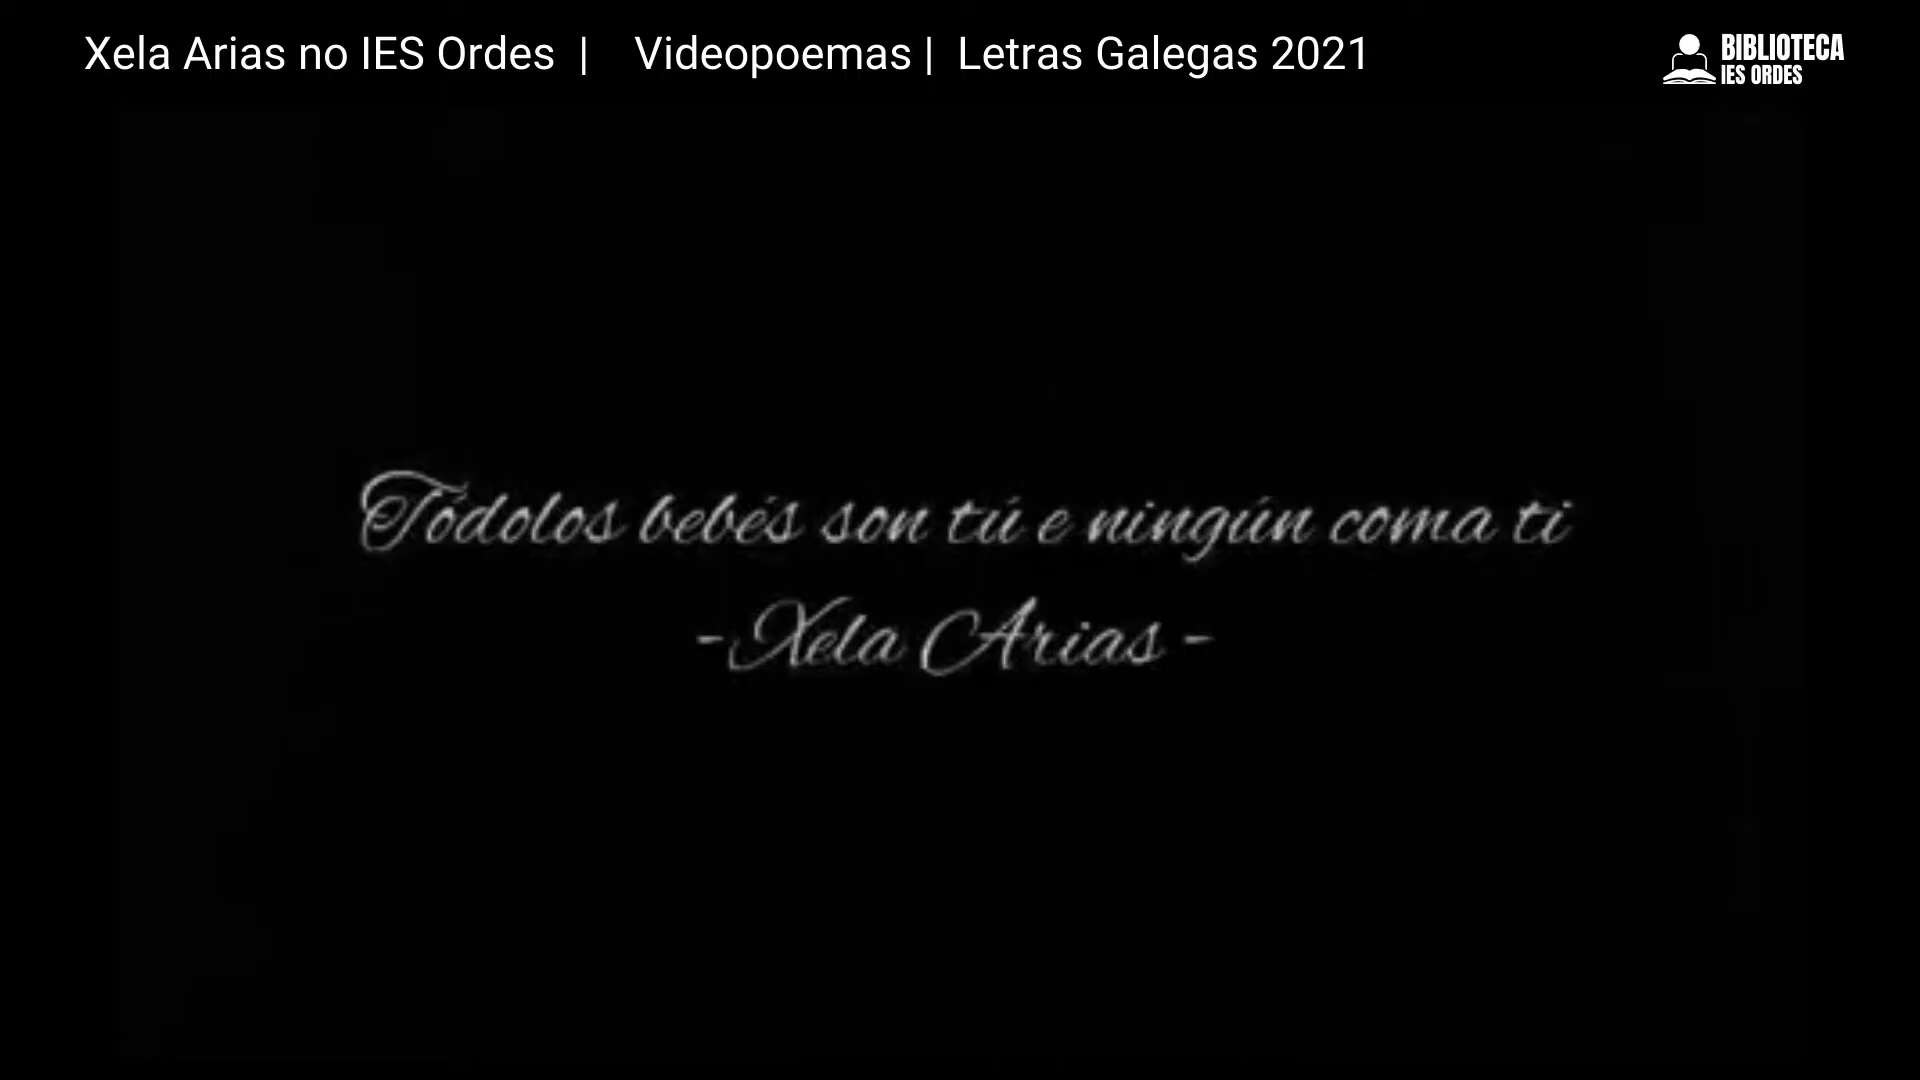 Xela Arias no IES Ordes | Videopoemas | Letras Galegas 2021
BIBLIOTECA
IES ORDES
Tódolos bebés son tú e ningún coma ti
- Xela Arias -